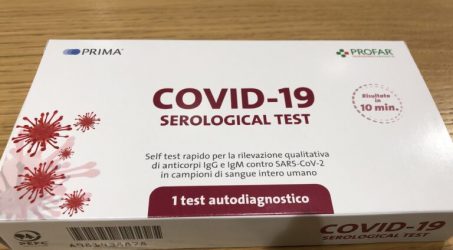 PRIMA
PROFAR
COVID-19
SEROLOGICAL TEST
Risultato
in
10 min.
Self test rapido per la rilevazione qualitativa
di anticorpi IgG e IgM contro SARS-CoV-2
in campioni di sangue intero umano
1 test autodiagnostico
PEFC
COVID-19
SEROLOGICAL TEST